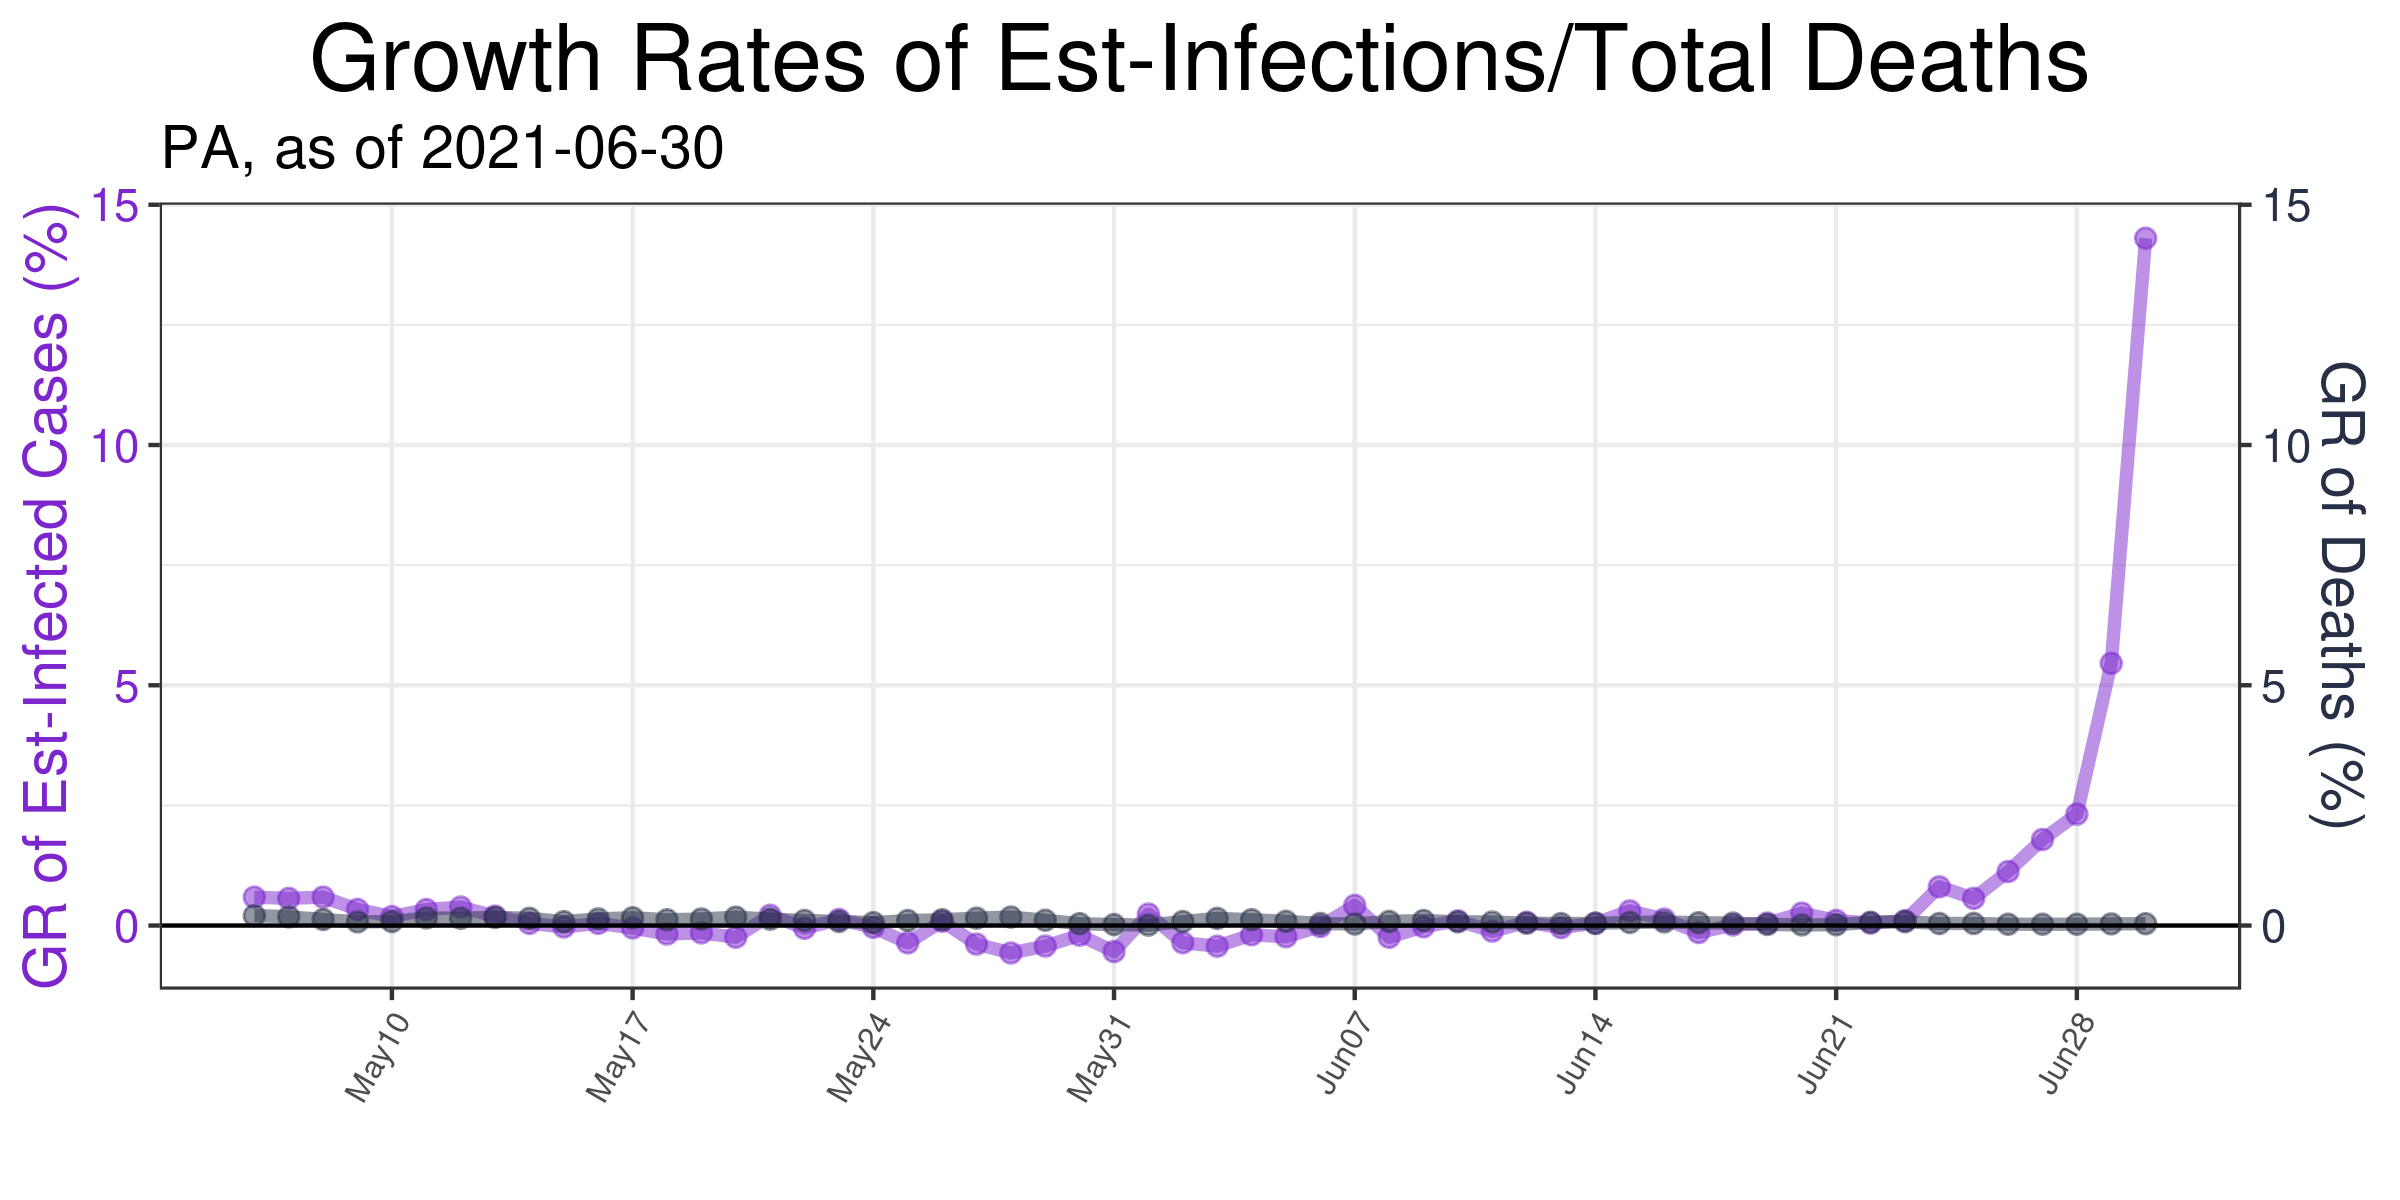 Growth Rates of Est-Infections/Total Deaths
PA, as of 2021-06-30
GR of Est-Infected Cases (%)
15
10
5
0
15
10
5
0
GR of Deaths (%)
May10
May17
May24
May31
Jun07
Jun14
Jun21
Jun28